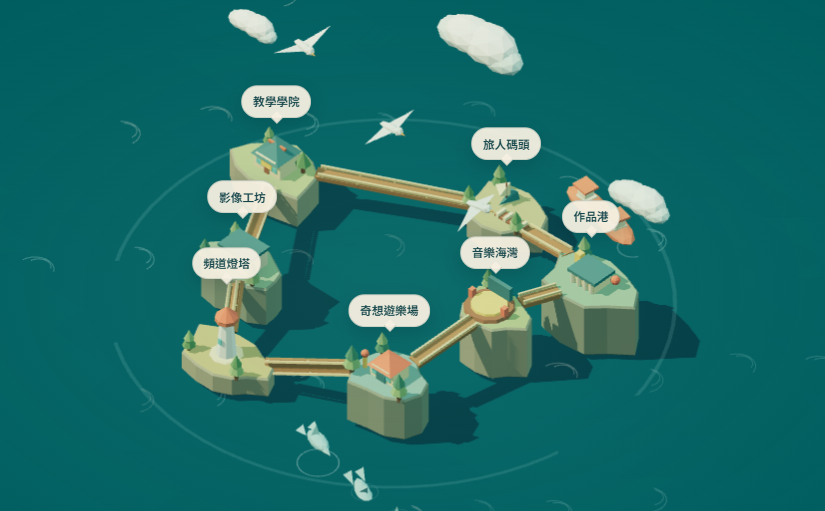 教學學院
旅人碼頭
影像工坊
作品港
音樂海灣
頻道燈塔
奇想遊樂場